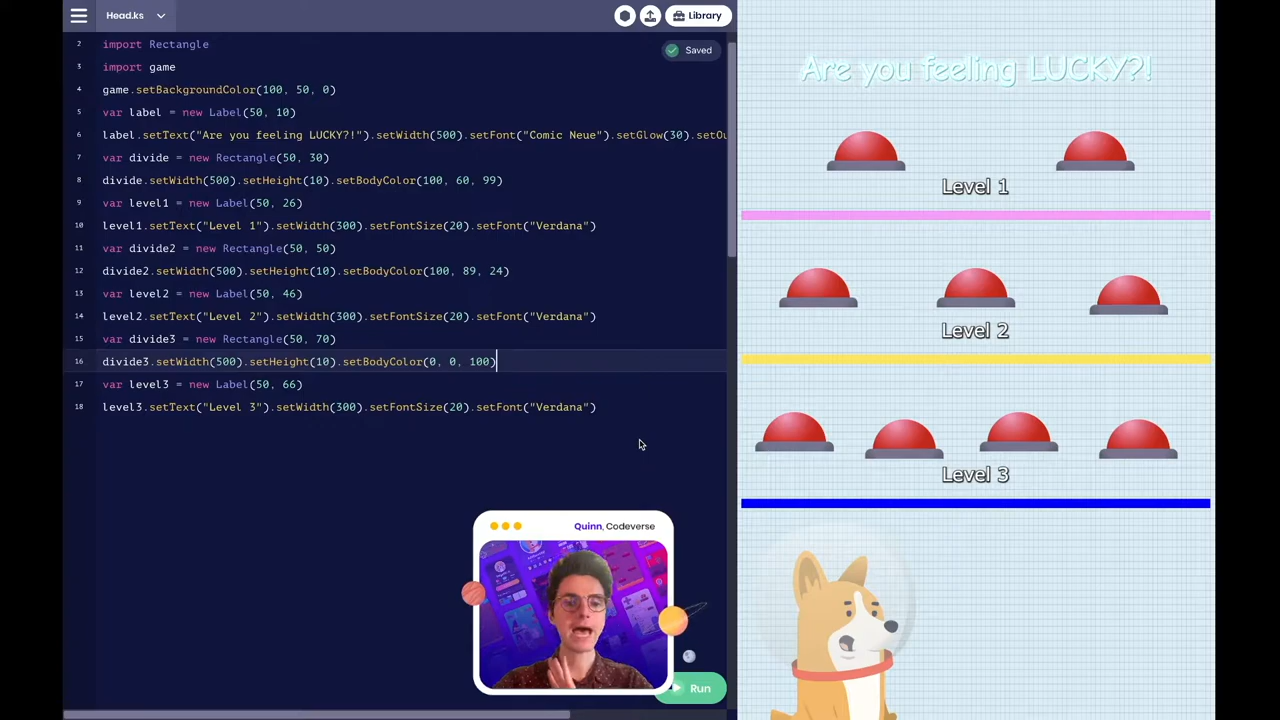 Head.ks
Library
Saved
2 import Rectangle
3 import game
4 game.setBackgroundColor(100, 50, 0)
5 var label = new Label(50, 10)
6 label.setText("Are you feeling LUCKY?!").setWidth(500).setFont("Comic Neue").setGlow(30).setOu
7 var divide = new Rectangle(50, 30)
8 divide.setWidth(500).setHeight(10).setBodyColor(100, 60, 99)
9 var level1 = new Label(50, 26)
10 level1.setText("Level 1").setWidth(300).setFontSize(20).setFont("Verdana")
11 var divide2 = new Rectangle(50, 50)
12 divide2.setWidth(500).setHeight(10).setBodyColor(100, 89, 24)
13 var level2 = new Label(50, 46)
14 level2.setText("Level 2").setWidth(300).setFontSize(20).setFont("Verdana")
15 var divide3 = new Rectangle(50, 70)
16 divide3.setWidth(500).setHeight(10).setBodyColor(0, 0, 100)
17 var level3 = new Label(50, 66)
18 level3.setText("Level 3").setWidth(300).setFontSize(20).setFont("Verdana")
Quinn, Codeverse
Run
Are you feeling LUCKY?!
Level 1
Level 2
Level 3